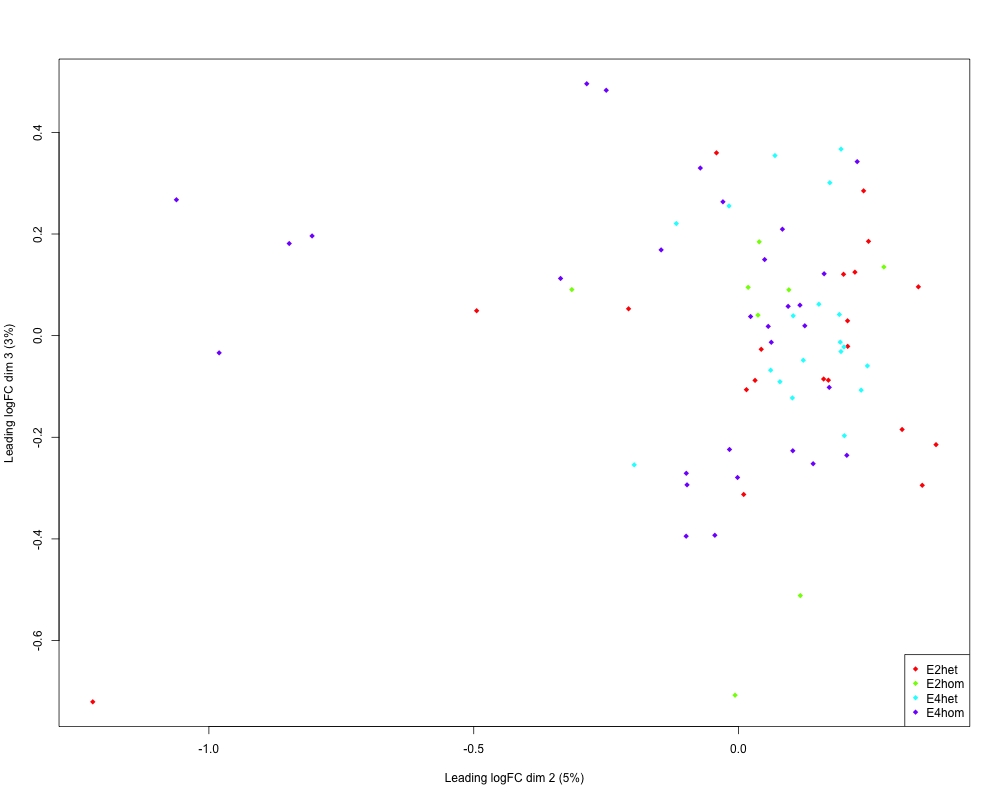 0.4
0.2
0.0
-0.2
-0.4
-0.6
Leading logFC dim 3 (3%)
-1.0
-0.5
0.0
Leading logFC dim 2 (5%)
E2het
E2hom
E4het
E4hom